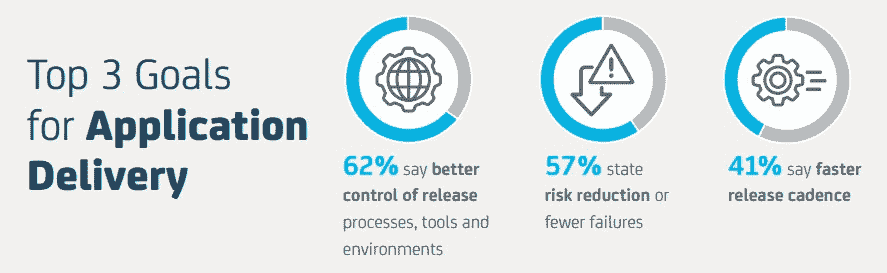 Top 3 Goals
for Application
Delivery
62% say better
control of release
processes, tools and
environments
57% state
risk reduction or
fewer failures
41% say faster
release cadence